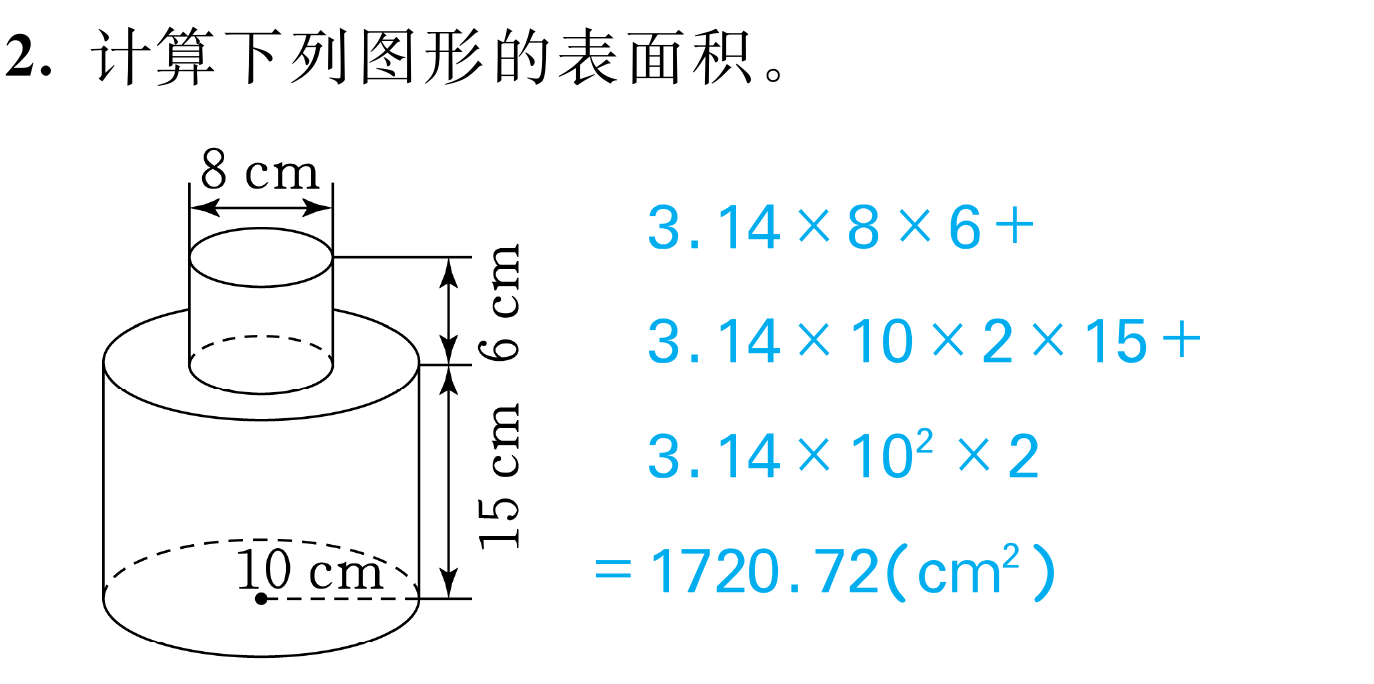 2. 计算下列图形的表面积。
8 cm
6 cm
15 cm
10 cm
3.14×8×6+
3.14×10×2×15+
3.14×10²×2
=1720.72(cm²)